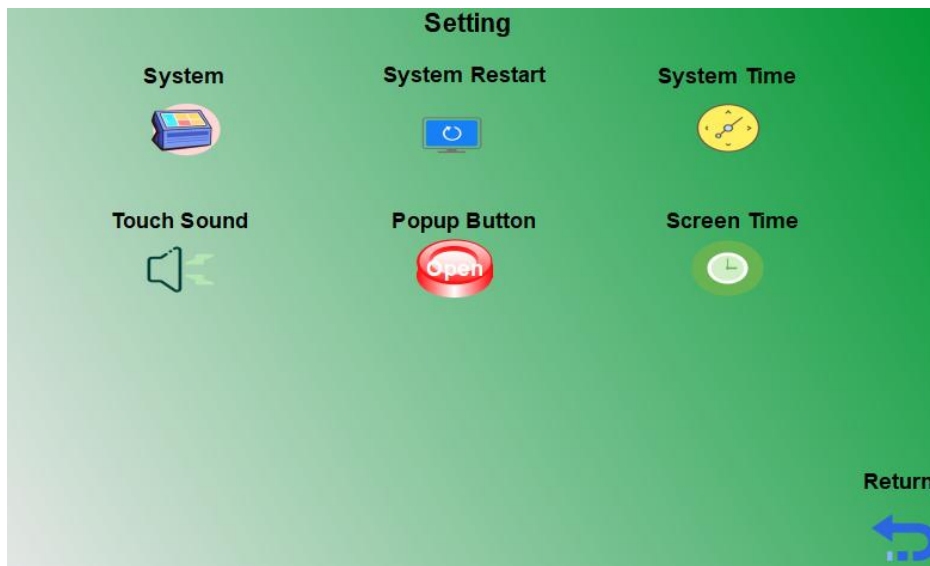 Setting
System
System Restart
System Time
Touch Sound
Popup Button
Screen Time
Open
Return